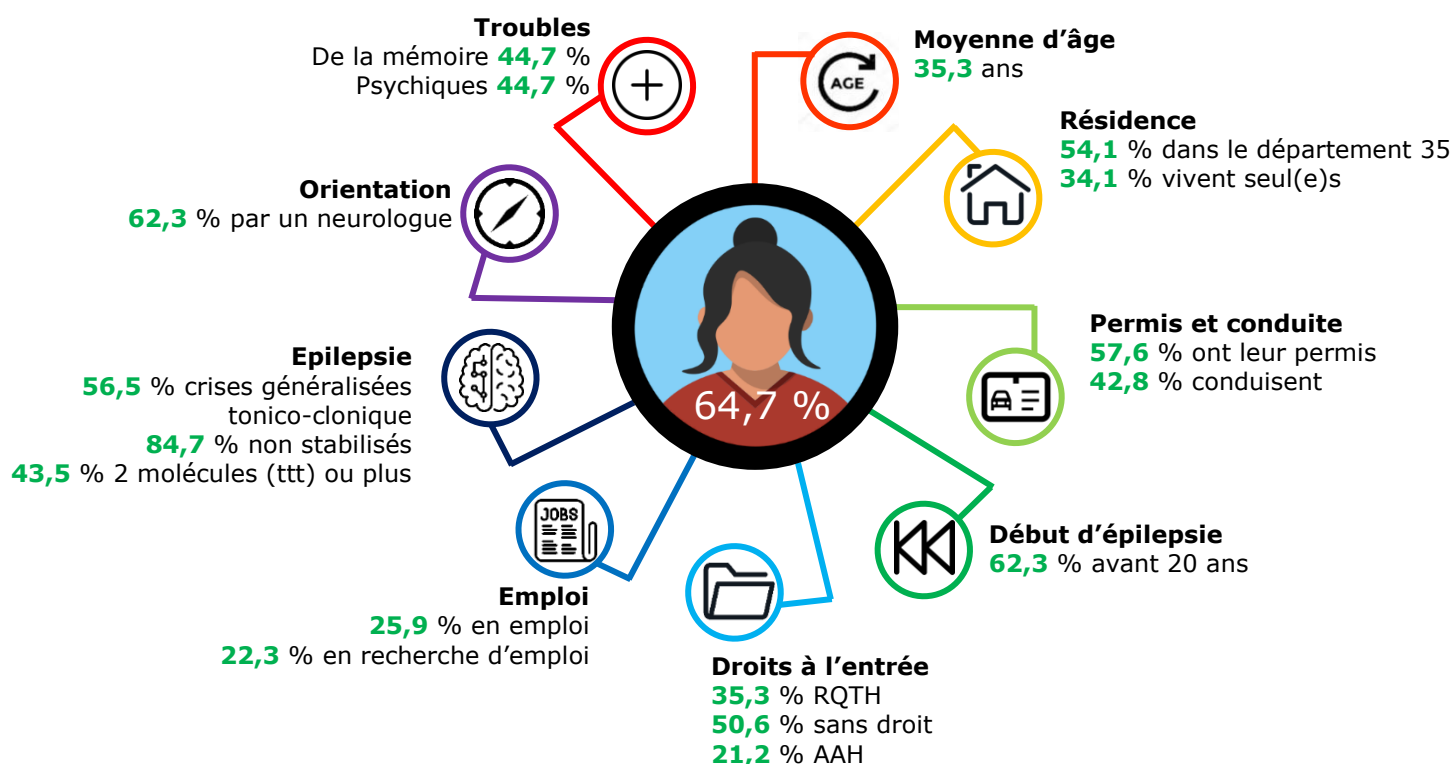 Troubles
De la mémoire 44,7 %
Psychiques 44,7 %
Moyenne d’âge
35,3 ans
AGE
Résidence
54,1 % dans le département 35
34,1 % vivent seul(e)s
Orientation
62,3 % par un neurologue
Permis et conduite
57,6 % ont leur permis
42,8 % conduisent
Epilepsie
56,5 % crises généralisées
tonico-clonique
84,7 % non stabilisés
43,5 % 2 molécules (ttt) ou plus
64,7 %
Début d’épilepsie
62,3 % avant 20 ans
JOBS
Emploi
25,9 % en emploi
22,3 % en recherche d’emploi
Droits à l’entrée
35,3 % RQTH
50,6 % sans droit
21,2 % AAH